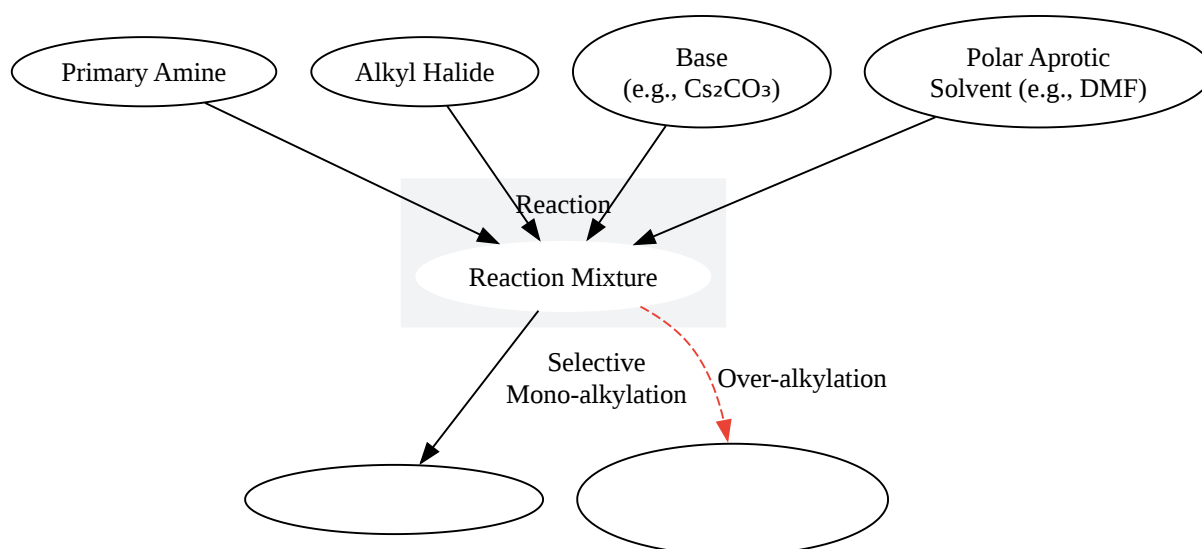 Primary Amine
Alkyl Halide
Base
(e.g., Cs₂CO₃)
Polar Aprotic
Solvent (e.g., DMF)
Reaction
Reaction Mixture
Selective
Mono-alkylation
Over-alkylation